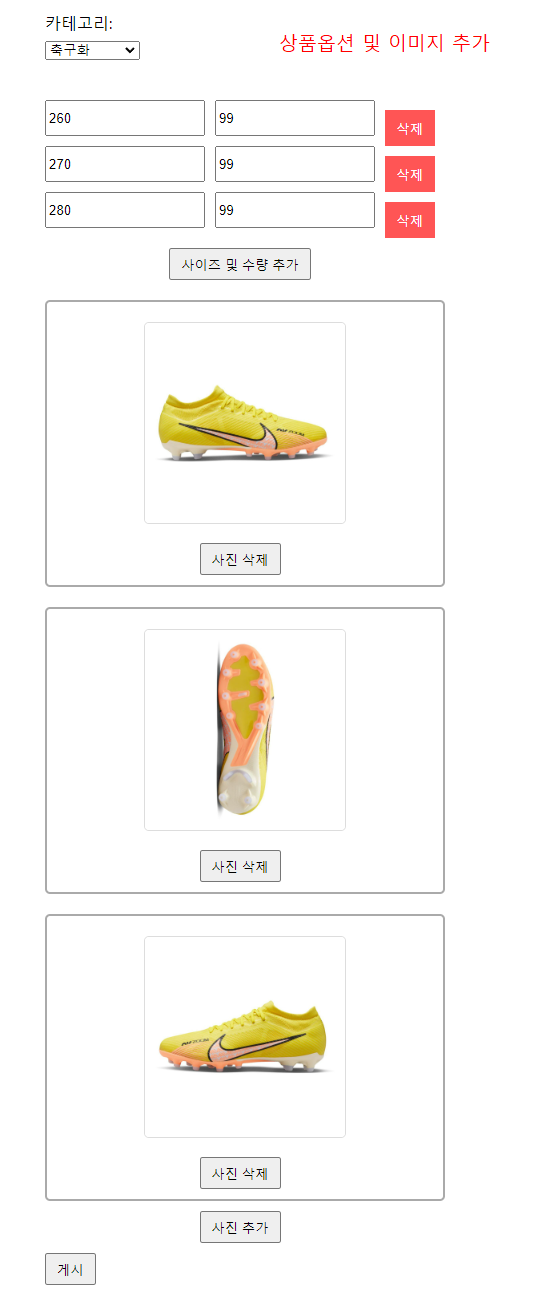 카테고리:
축구화
상품옵션 및 이미지 추가
260 99 삭제
270 99 삭제
280 99 삭제
사이즈 및 수량 추가
사진 삭제
사진 삭제
사진 삭제
사진 추가
게시